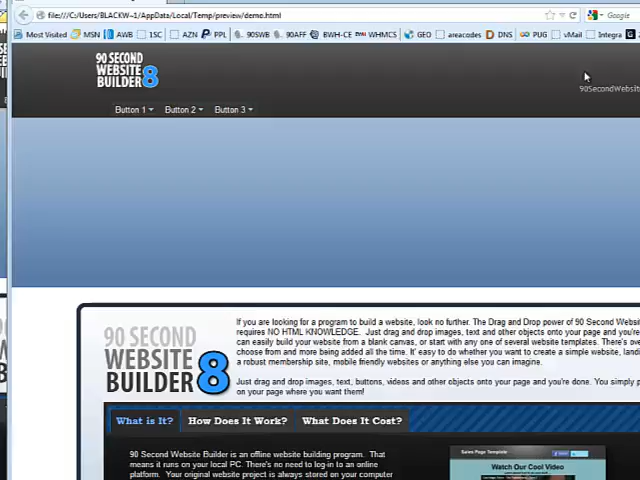 file:///C:/Users/BLACKW~1/AppData/Local/Temp/preview/demo.html
Google
Most Visited MSN AWB 1SC AZN PPL 90SWB 90AFF BWH-CE WHMCS GEO areacodes DNS PUG vMail Integra
90 SECOND
WEBSITE
BUILDER 8
90SecondWebsit
Button 1 Button 2 Button 3
If you are looking for a program to build a website, look no further. The Drag and Drop power of 90 Second Websi
requires NO HTML KNOWLEDGE. Just drag and drop images, text and other objects onto your page and you're
can easily build your website from a blank canvas, or start with any one of several website templates. There's ove
choose from and more being added all the time. It' easy to do whether you want to create a simple website, landi
a robust membership site, mobile friendly websites or anything else you can imagine.
Just drag and drop images, text, buttons, videos and other objects onto your page and you're done. You simply p
on your page where you want them!
90 SECOND
WEBSITE
BUILDER 8
What is It? How Does It Work? What Does It Cost?
90 Second Website Builder is an offline website building program. That
means it runs on your local PC. There's no need to log-in to an online
platform. Your original website project is always stored on your computer
Sales Page Template
Watch Our Cool Video